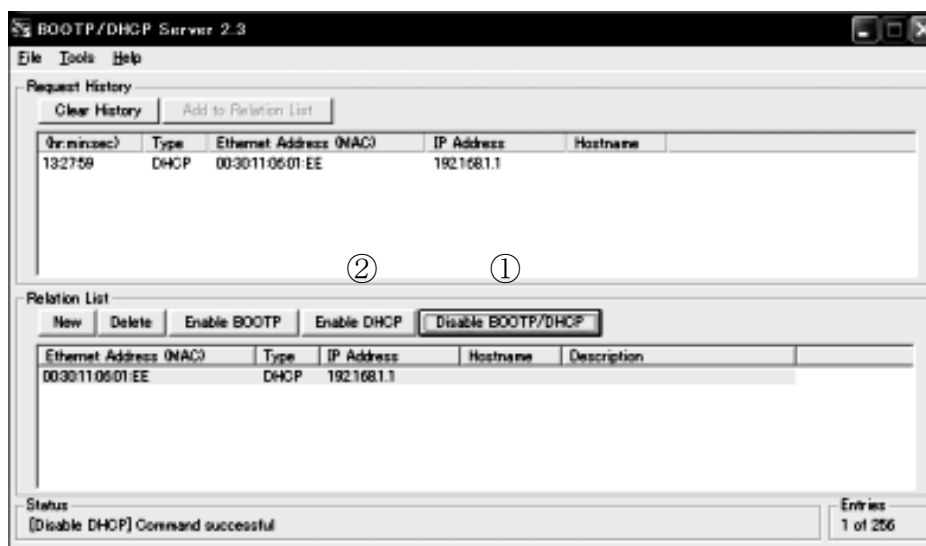 BOOTP/DHCP Server 2.3
File Tools Help
Request History
Clear History Add to Relation List
(hr:min:sec) Type Ethernet Address (MAC) IP Address Hostname
13:27:59 DHCP 00:30:11:06:01:EE 192.168.1.1
② ①
Relation List
New Delete Enable BOOTP Enable DHCP Disable BOOTP/DHCP
Ethernet Address (MAC) Type IP Address Hostname Description
00:30:11:06:01:EE DHCP 192.168.1.1
Status
[Disable DHCP] Command successful
Entries
1 of 256